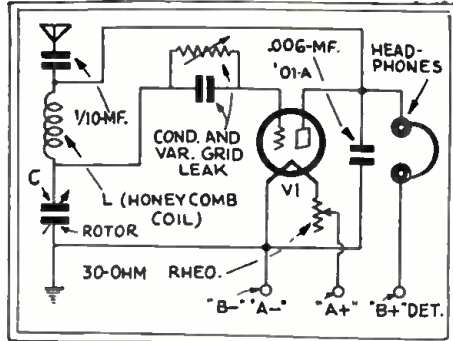 .006-MF.
'01-A
HEAD-
PHONES
1/10-MF.
COND. AND
VAR. GRID
LEAK
V1
C
L (HONEYCOMB
COIL)
ROTOR
30-OHM RHEO.
"B-" "A-" "A+" "B+" DET.